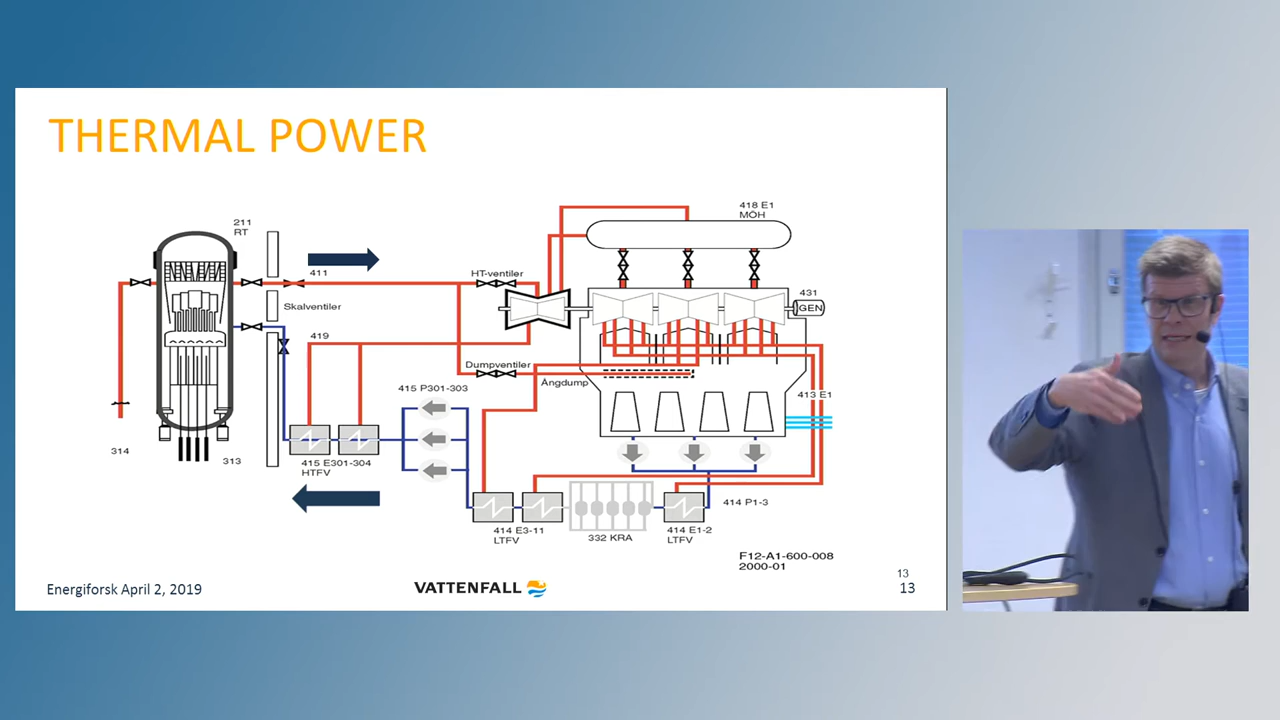 THERMAL POWER
211
RT
418 E1
MÖH
411
HT-ventiler
431
GEN
Skalventiler
419
Dumpventiler
Ångdump
415 P301-303
413 E1
314
313
415 E301-304
HTFV
414 E3-11
LTFV
332 KRA
414 E1-2
LTFV
414 P1-3
F12-A1-600-008
2000-01
Energiforsk April 2, 2019
VATTENFALL
13
13